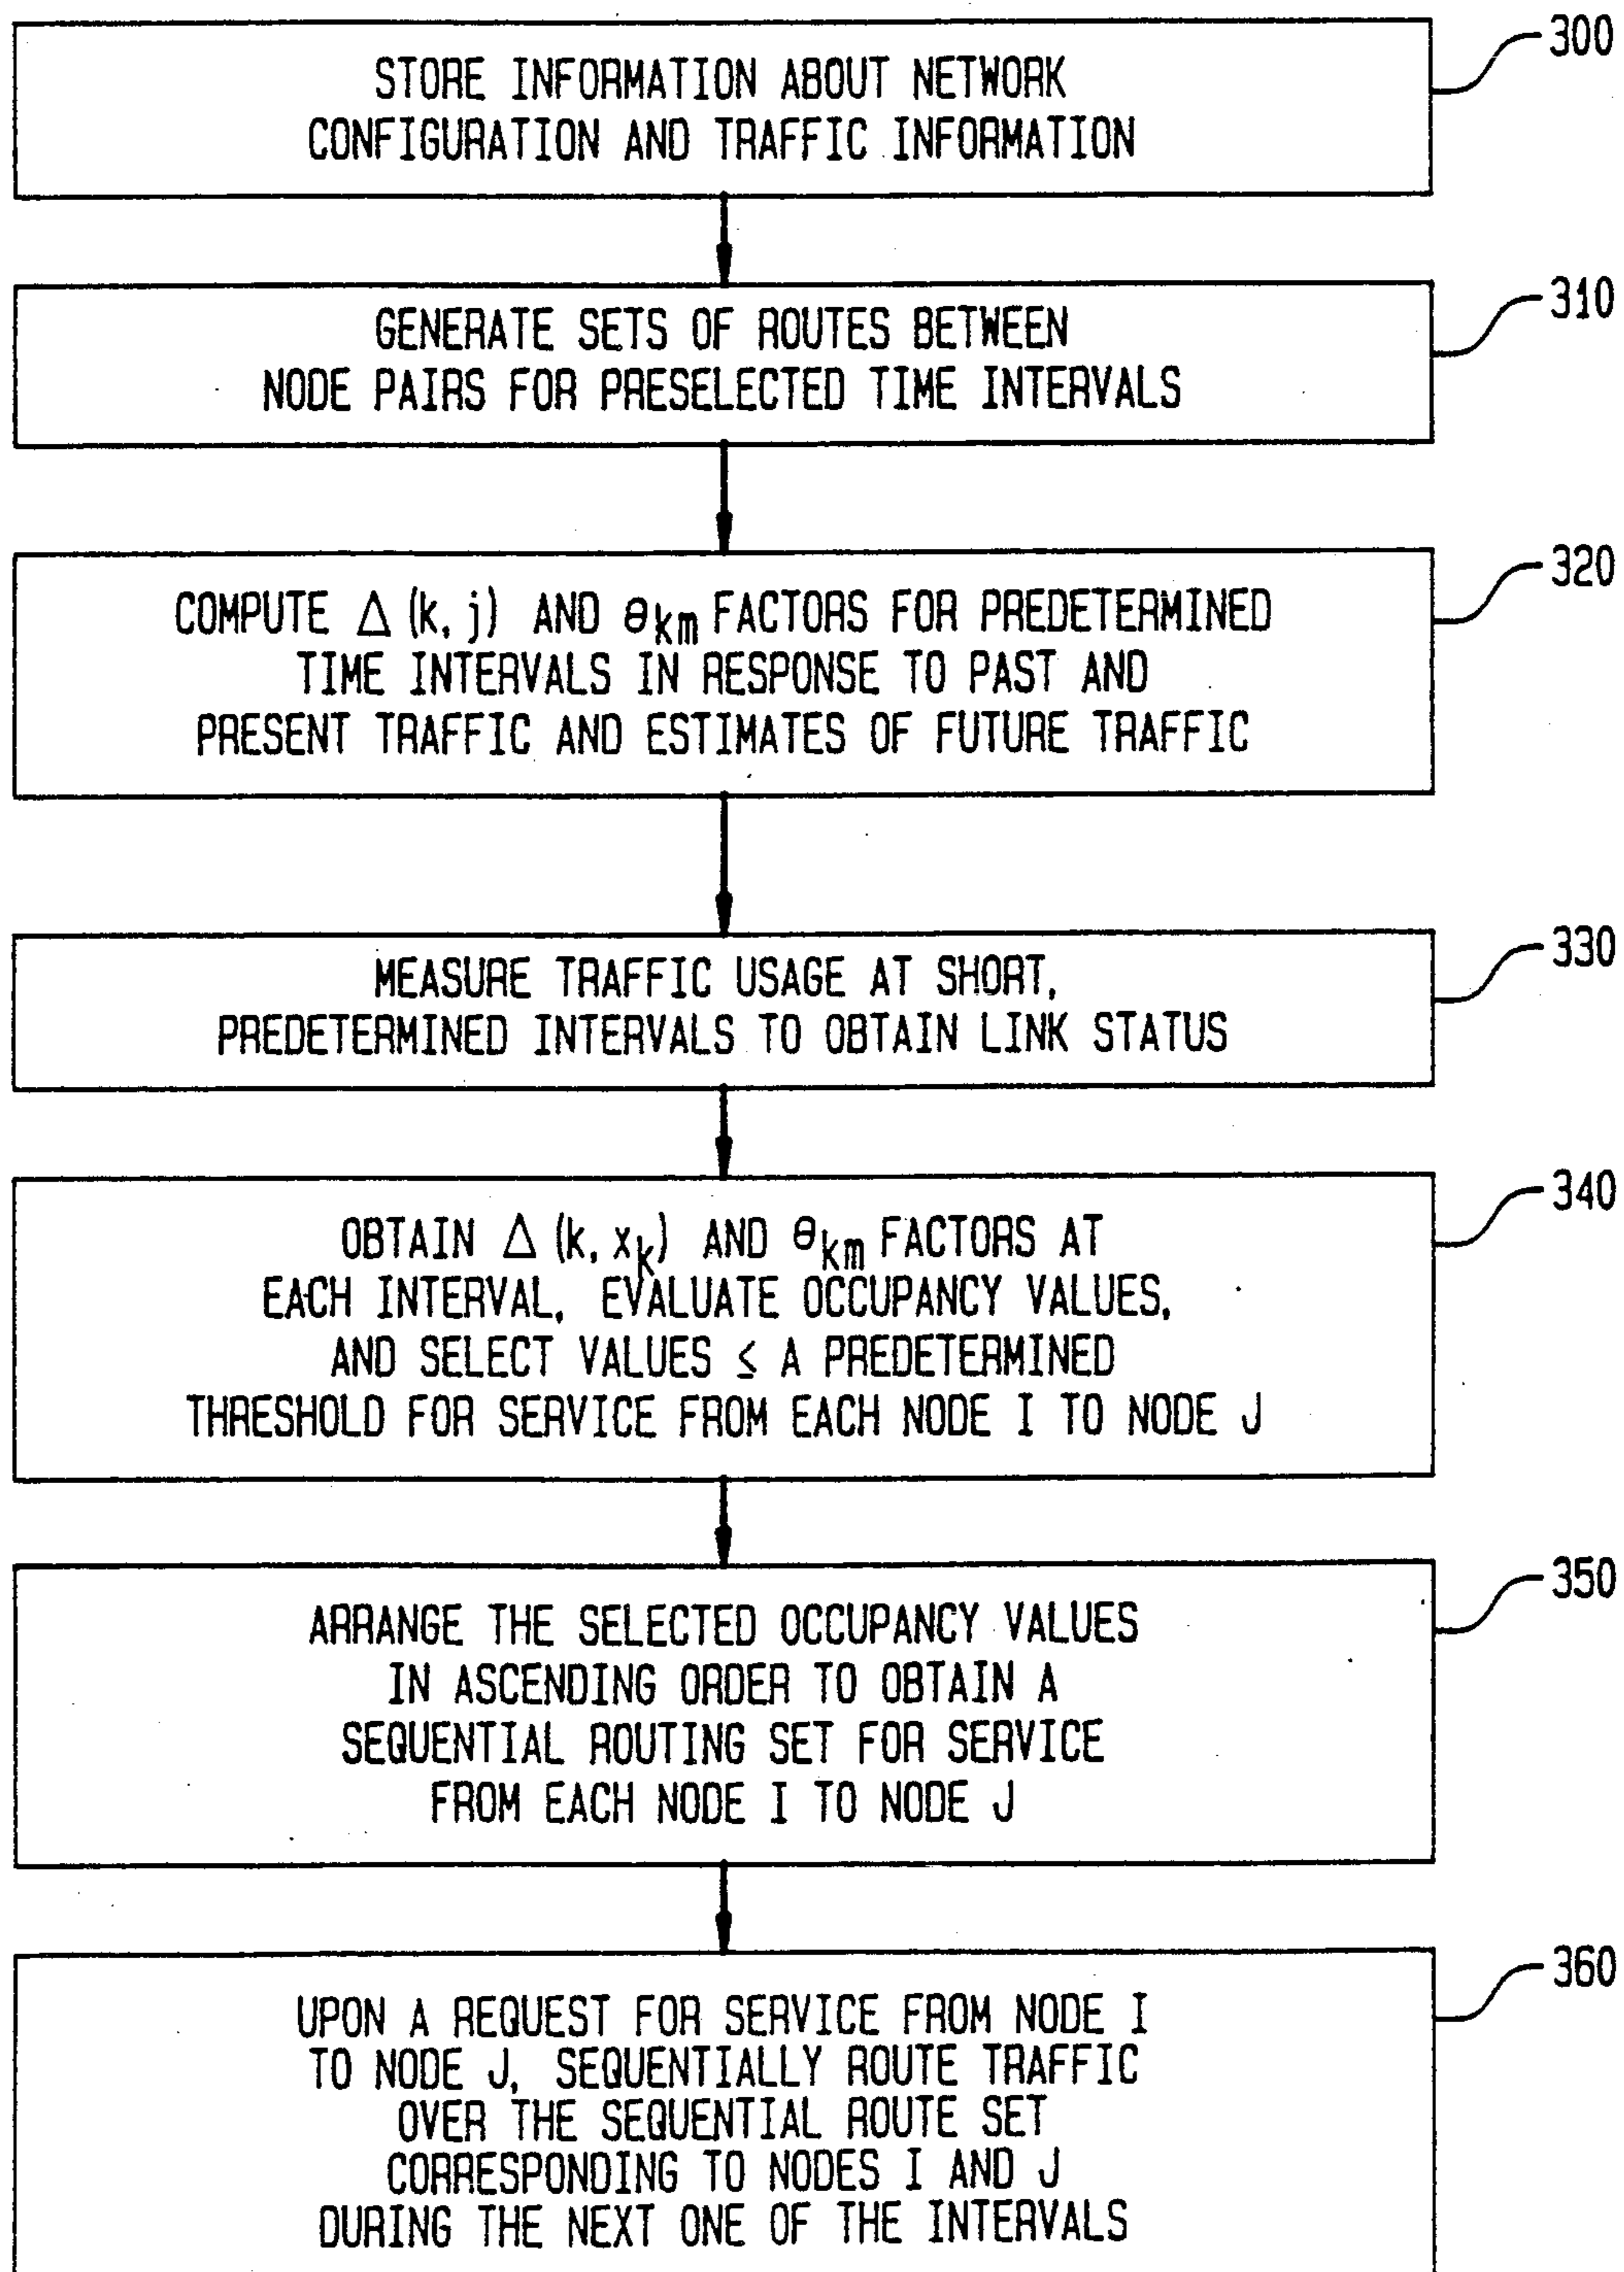 STORE INFORMATION ABOUT NETWORK
CONFIGURATION AND TRAFFIC INFORMATION
300
GENERATE SETS OF ROUTES BETWEEN
NODE PAIRS FOR PRESELECTED TIME INTERVALS
310
COMPUTE Δ (k, j) AND θkm FACTORS FOR PREDETERMINED
TIME INTERVALS IN RESPONSE TO PAST AND
PRESENT TRAFFIC AND ESTIMATES OF FUTURE TRAFFIC
320
MEASURE TRAFFIC USAGE AT SHORT,
PREDETERMINED INTERVALS TO OBTAIN LINK STATUS
330
OBTAIN Δ (k, xk) AND θkm FACTORS AT
EACH INTERVAL, EVALUATE OCCUPANCY VALUES,
AND SELECT VALUES ≤ A PREDETERMINED
THRESHOLD FOR SERVICE FROM EACH NODE I TO NODE J
340
ARRANGE THE SELECTED OCCUPANCY VALUES
IN ASCENDING ORDER TO OBTAIN A
SEQUENTIAL ROUTING SET FOR SERVICE
FROM EACH NODE I TO NODE J
350
UPON A REQUEST FOR SERVICE FROM NODE I
TO NODE J, SEQUENTIALLY ROUTE TRAFFIC
OVER THE SEQUENTIAL ROUTE SET
CORRESPONDING TO NODES I AND J
DURING THE NEXT ONE OF THE INTERVALS
360